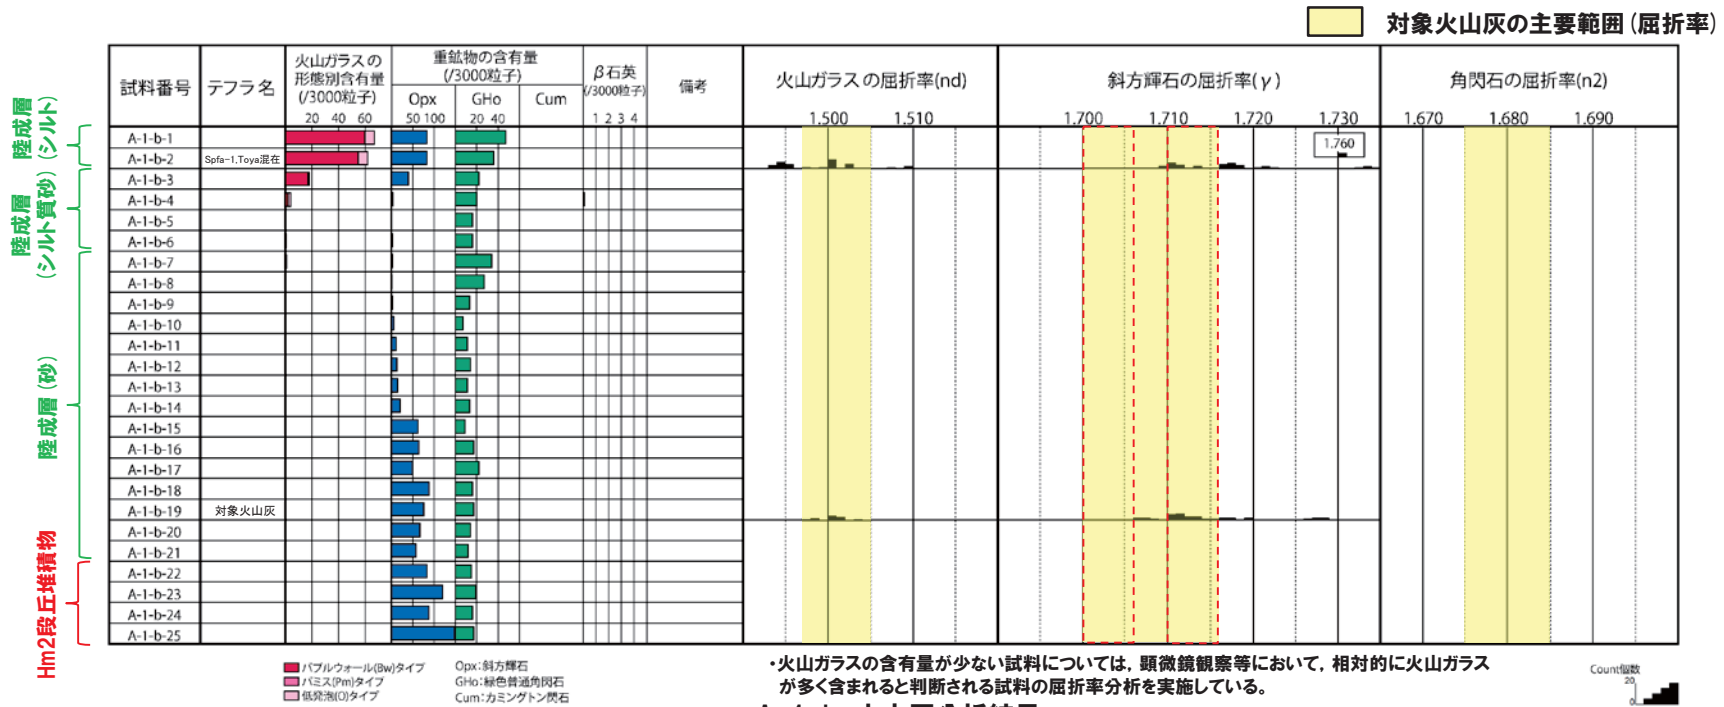 対象火山灰の主要範囲(屈折率)
試料番号
テフラ名
火山ガラスの
形態別含有量
(/3000粒子)
20 40 60
重鉱物の含有量
(/3000粒子)
Opx GHo Cum
50 100 20 40
β石英
(/3000粒子)
1 2 3 4
備考
火山ガラスの屈折率(nd)
1.500 1.510
斜方輝石の屈折率(γ)
1.700 1.710 1.720 1.730
角閃石の屈折率(n2)
1.670 1.680 1.690
陸成層
(シルト)
陸成層
(シルト質砂)
陸成層(砂)
Hm2段丘堆積物
A-1-b-1
A-1-b-2 Spfa-1,Toya混在
1.760
A-1-b-3
A-1-b-4
A-1-b-5
A-1-b-6
A-1-b-7
A-1-b-8
A-1-b-9
A-1-b-10
A-1-b-11
A-1-b-12
A-1-b-13
A-1-b-14
A-1-b-15
A-1-b-16
A-1-b-17
A-1-b-18
A-1-b-19 対象火山灰
A-1-b-20
A-1-b-21
A-1-b-22
A-1-b-23
A-1-b-24
A-1-b-25
バブルウォール(Bw)タイプ
パミス(Pm)タイプ
低発泡(O)タイプ
Opx:斜方輝石
GHo:緑色普通角閃石
Cum:カミングトン閃石
・火山ガラスの含有量が少ない試料については,顕微鏡観察等において,相対的に火山ガラス
が多く含まれると判断される試料の屈折率分析を実施している。
Count個数
20
0